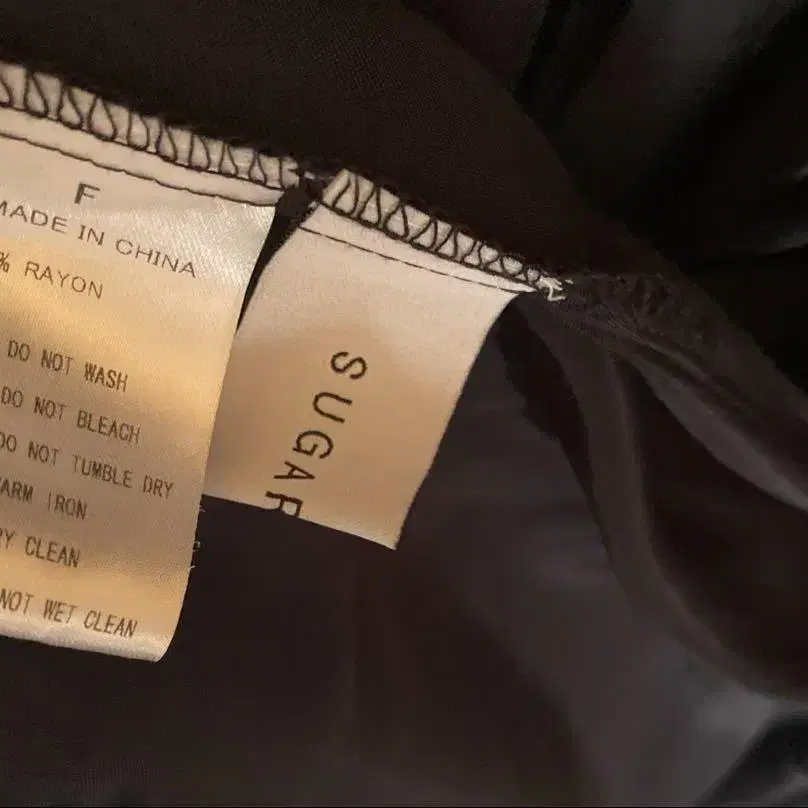 F
MADE IN CHINA
% RAYON
DO NOT WASH
DO NOT BLEACH
DO NOT TUMBLE DRY
ARM IRON
RY CLEAN
NOT WET CLEAN
SUGAR